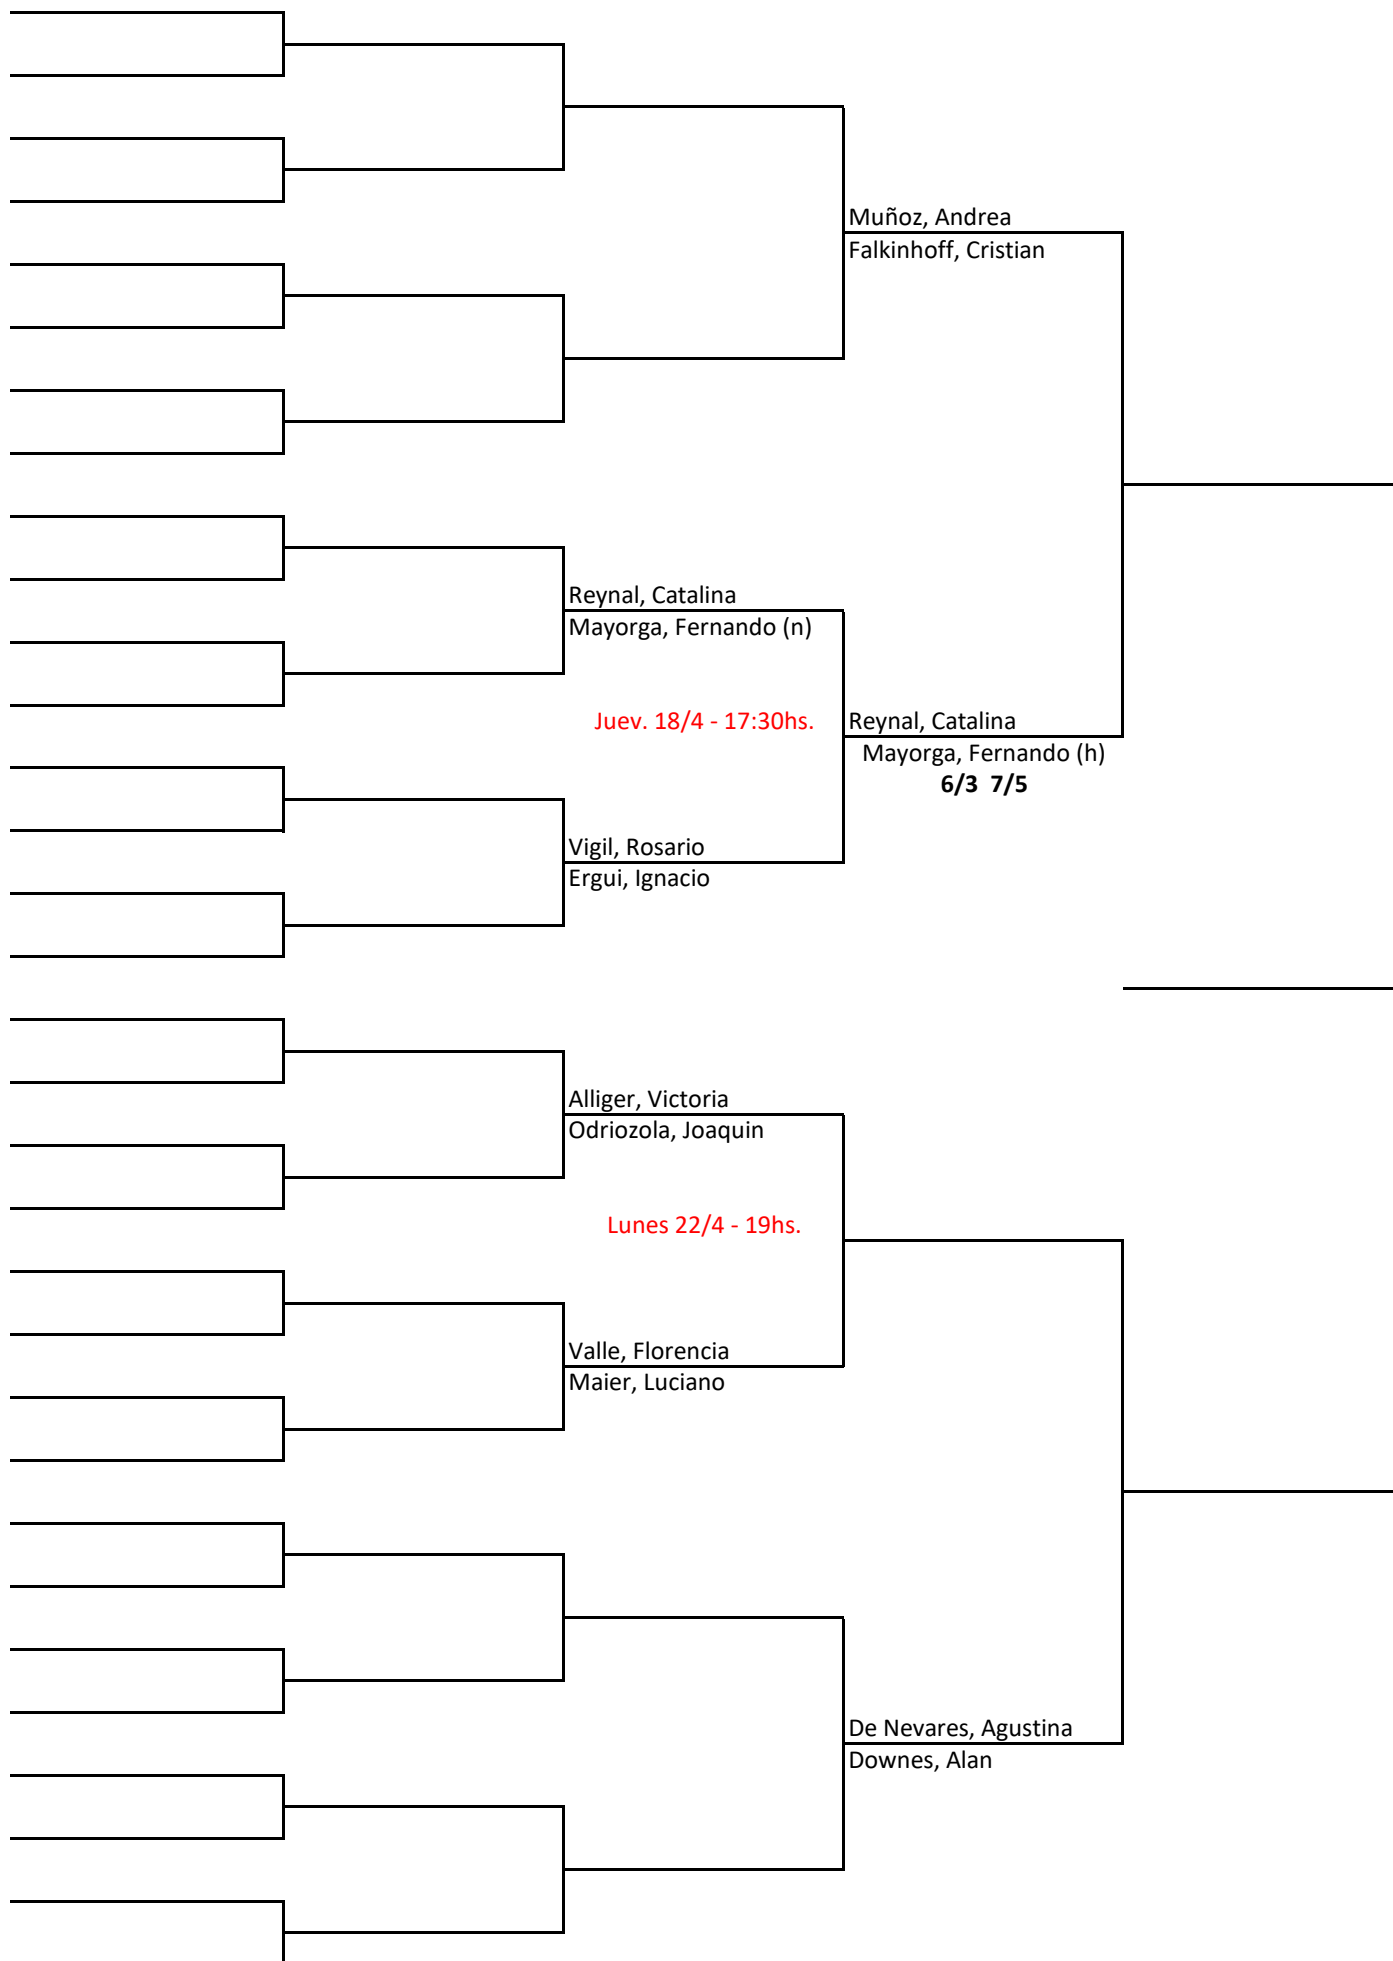 Muñoz, Andrea
Falkinhoff, Cristian
Reynal, Catalina
Mayorga, Fernando (n)
Juev. 18/4 - 17:30hs.
Reynal, Catalina
Mayorga, Fernando (h)
6/3 7/5
Vigil, Rosario
Ergui, Ignacio
Alliger, Victoria
Odriozola, Joaquin
Lunes 22/4 - 19hs.
Valle, Florencia
Maier, Luciano
De Nevares, Agustina
Downes, Alan